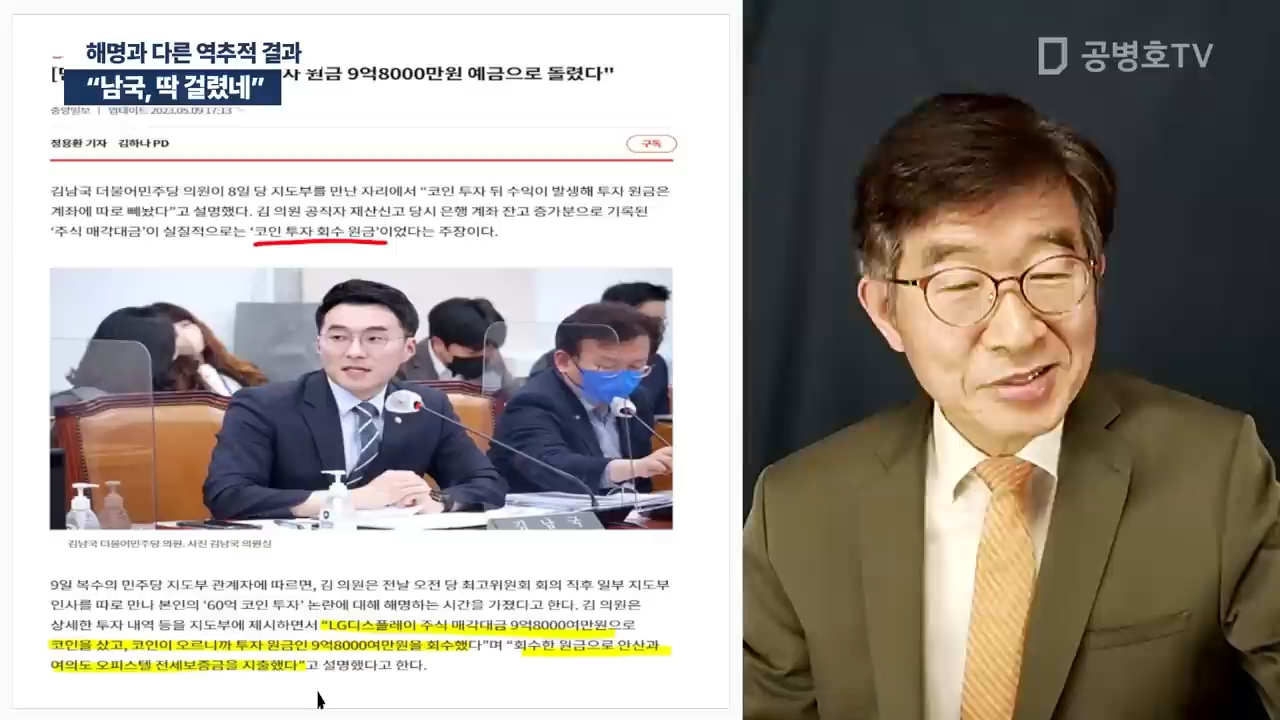 해명과 다른 역추적 결과
“남국, 딱 걸렸네”
공병호TV
자 원금 9억8000만원 예금으로 돌렸다"
중앙일보 | 업데이트 2023.05.09 17:13
정용환 기자 김하나 PD
구독
김남국 더불어민주당 의원이 8일 당 지도부를 만난 자리에서 “코인 투자 뒤 수익이 발생해 투자 원금은
계좌에 따로 빼놨다”고 설명했다. 김 의원 공직자 재산신고 당시 은행 계좌 잔고 증가분으로 기록된
‘주식 매각대금’이 실질적으로는 ‘코인 투자 회수 원금’이었다는 주장이다.
김남국
김남국 더불어민주당 의원. 사진 김남국 의원실
9일 복수의 민주당 지도부 관계자에 따르면, 김 의원은 전날 오전 당 최고위원회 회의 직후 일부 지도부
인사를 따로 만나 본인의 ‘60억 코인 투자’ 논란에 대해 해명하는 시간을 가졌다고 한다. 김 의원은
상세한 투자 내역 등을 지도부에 제시하면서 “LG디스플레이 주식 매각대금 9억8000여만원으로
코인을 샀고, 코인이 오르니까 투자 원금인 9억8000여만원을 회수했다”며 “회수한 원금으로 안산과
여의도 오피스텔 전세보증금을 지출했다”고 설명했다고 한다.